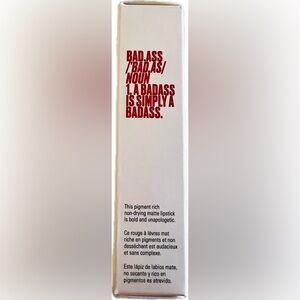 BAD.ASS
/'BAD,AS/
NOUN
1. A BADASS
IS SIMPLY A
BADASS.
This pigment rich
non-drying matte lipstick
is bold and unapologetic.
Ce rouge à lèvres mat
riche en pigments et non
desséchant est audacieux
et sans complexe.
Este lápiz de labios mate,
no secante y rico en
pigmentos es atrevido.